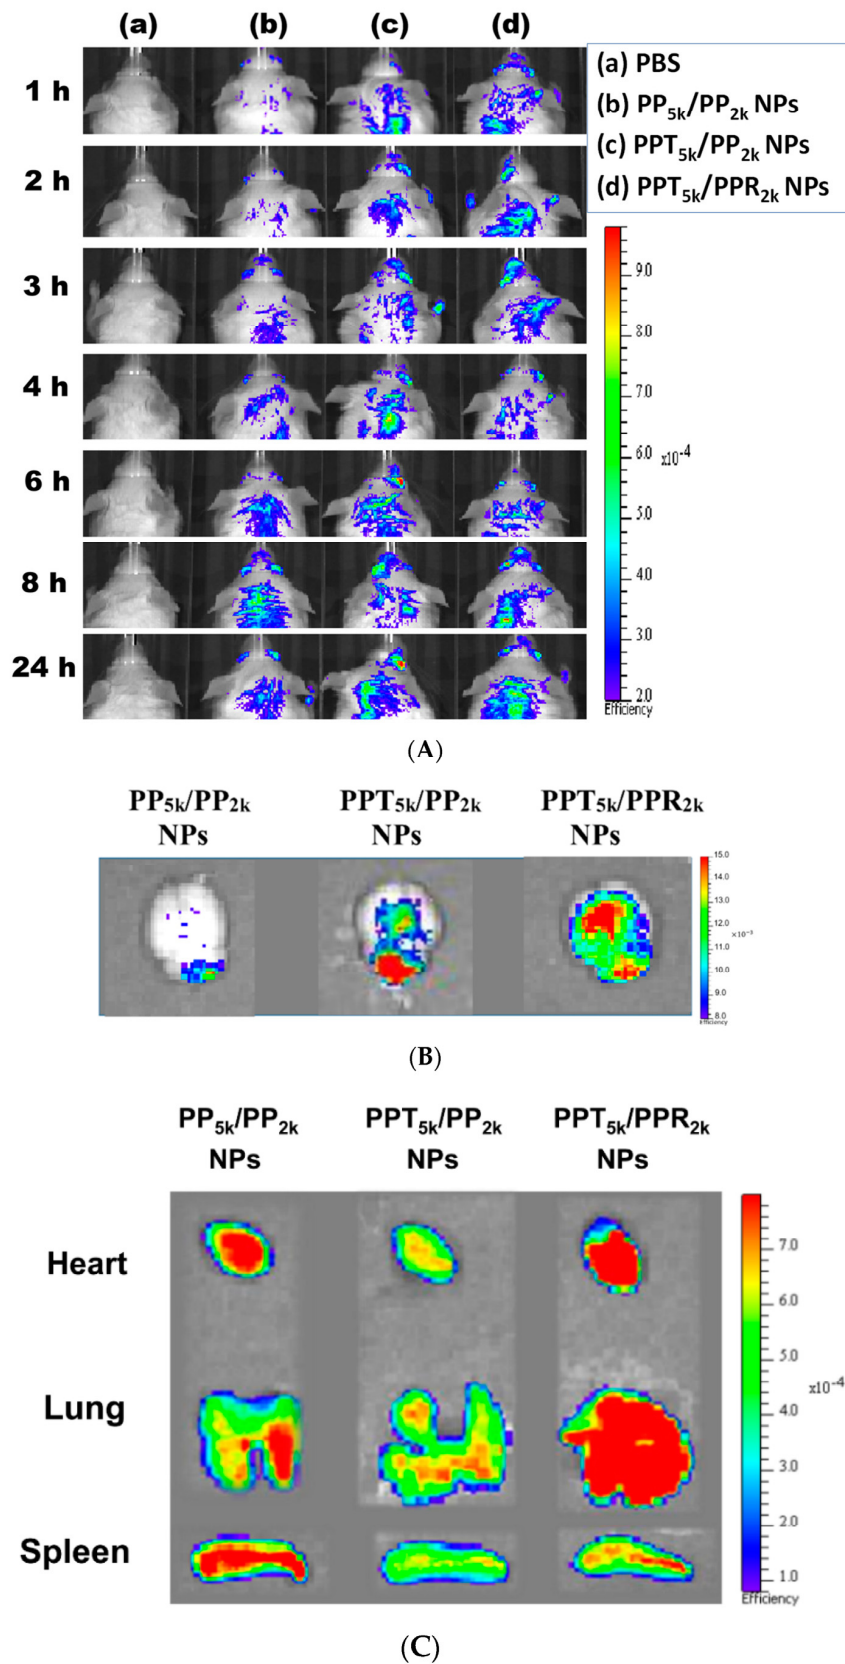 (a) (b) (c) (d)
(a) PBS
(b) PP5k/PP2k NPs
(c) PPT5k/PP2k NPs
(d) PPT5k/PPR2k NPs
1 h
2 h
3 h
4 h
6 h
8 h
24 h
9.0
8.0
7.0
6.0
x10-4
5.0
4.0
3.0
2.0
Efficiency
(A)
PP5k/PP2k
NPs
PPT5k/PP2k
NPs
PPT5k/PPR2k
NPs
15.0
14.0
13.0
12.0
×10-3
11.0
10.0
9.0
8.0
Efficiency
(B)
PP5k/PP2k
NPs
PPT5k/PP2k
NPs
PPT5k/PPR2k
NPs
Heart
Lung
Spleen
7.0
6.0
5.0
x10-4
4.0
3.0
2.0
1.0
Efficiency
(C)